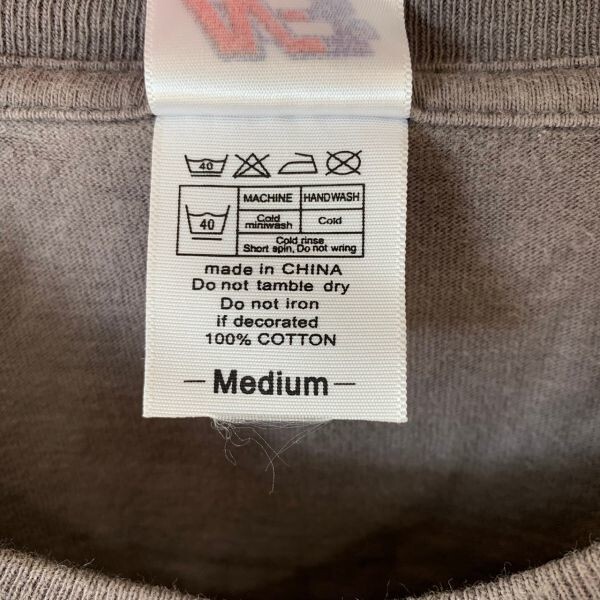 40
MACHINE HANDWASH
40
Cold miniwash Cold
Cold rinse
Short spin, Do not wring
made in CHINA
Do not tamble dry
Do not iron
if decorated
100% COTTON
-Medium-